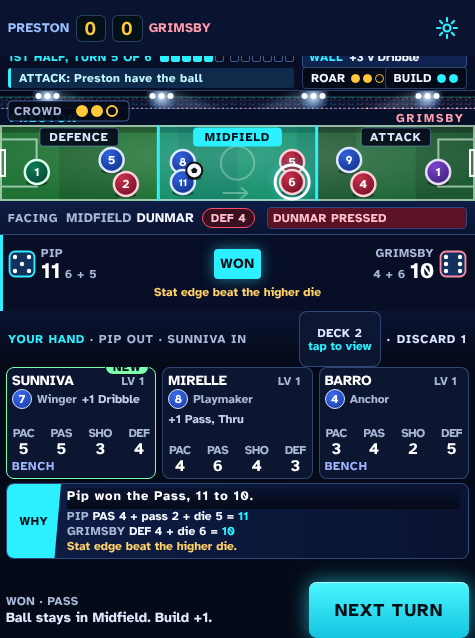 PRESTON 0 0 GRIMSBY
1ST HALF, TURN 5 OF 6
WALL +3 v Dribble
ATTACK: Preston have the ball
ROAR
BUILD
CROWD
GRIMSBY
DEFENCE
MIDFIELD
ATTACK
1 5 2 8 11 5 6 9 4 1
FACING MIDFIELD DUNMAR DEF 4 DUNMAR PRESSED
PIP
11 6 + 5
WON
GRIMSBY
4 + 6 10
Stat edge beat the higher die
YOUR HAND · PIP OUT · SUNNIVA IN
DECK 2
tap to view
· DISCARD 1
NEW
SUNNIVA LV 1
7 Winger +1 Dribble
PAC PAS SHO DEF
5 5 3 4
BENCH
MIRELLE LV 1
8 Playmaker
+1 Pass, Thru
PAC PAS SHO DEF
4 6 4 3
BARRO LV 1
4 Anchor
PAC PAS SHO DEF
3 4 2 5
BENCH
WHY
Pip won the Pass, 11 to 10.
PIP PAS 4 + pass 2 + die 5 = 11
GRIMSBY DEF 4 + die 6 = 10
Stat edge beat the higher die.
WON · PASS
Ball stays in Midfield. Build +1.
NEXT TURN